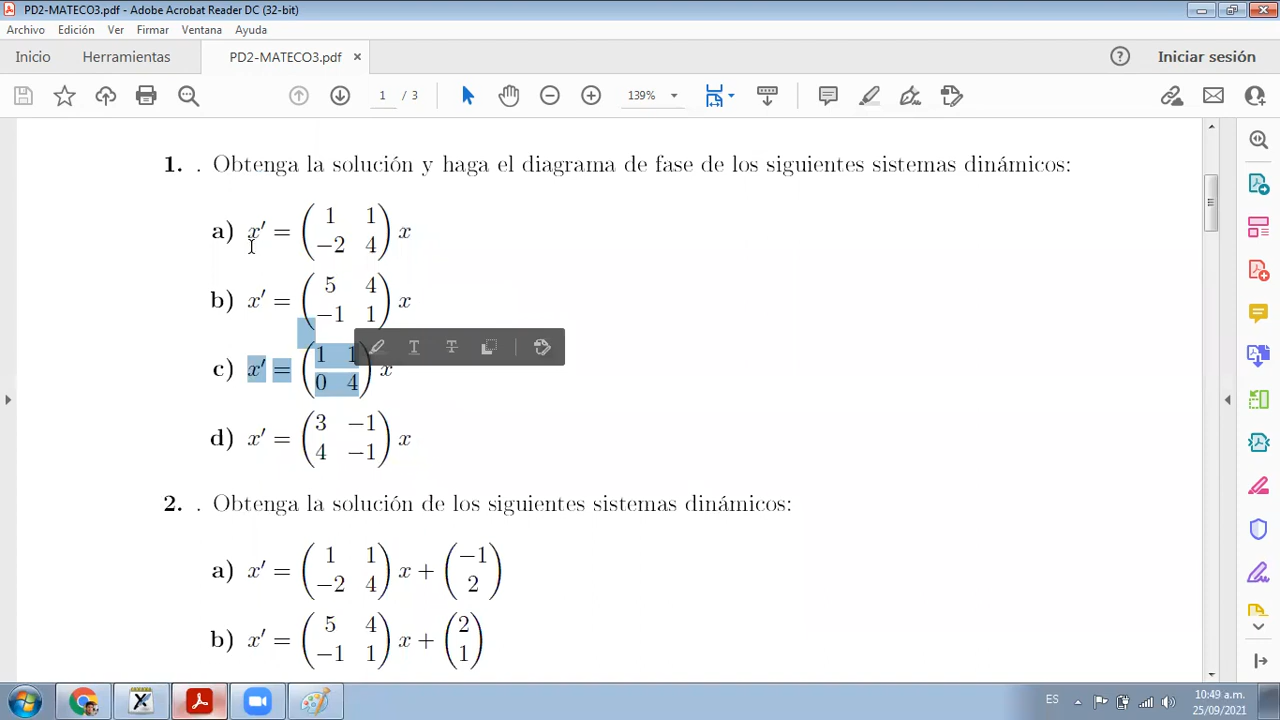 PD2-MATECO3.pdf - Adobe Acrobat Reader DC (32-bit)
Archivo Edición Ver Firmar Ventana Ayuda
Inicio Herramientas PD2-MATECO3.pdf × Iniciar sesión
1 / 3 139%
1. . Obtenga la solución y haga el diagrama de fase de los siguientes sistemas dinámicos:
a) x′ = (1 1
−2 4) x
b) x′ = (5 4
−1 1) x
c) x′ = (1 1
0 4) x
d) x′ = (3 −1
4 −1) x
2. . Obtenga la solución de los siguientes sistemas dinámicos:
a) x′ = (1 1
−2 4) x + (−1
2)
b) x′ = (5 4
−1 1) x + (2
1)
ES 10:49 a.m.
25/09/2021